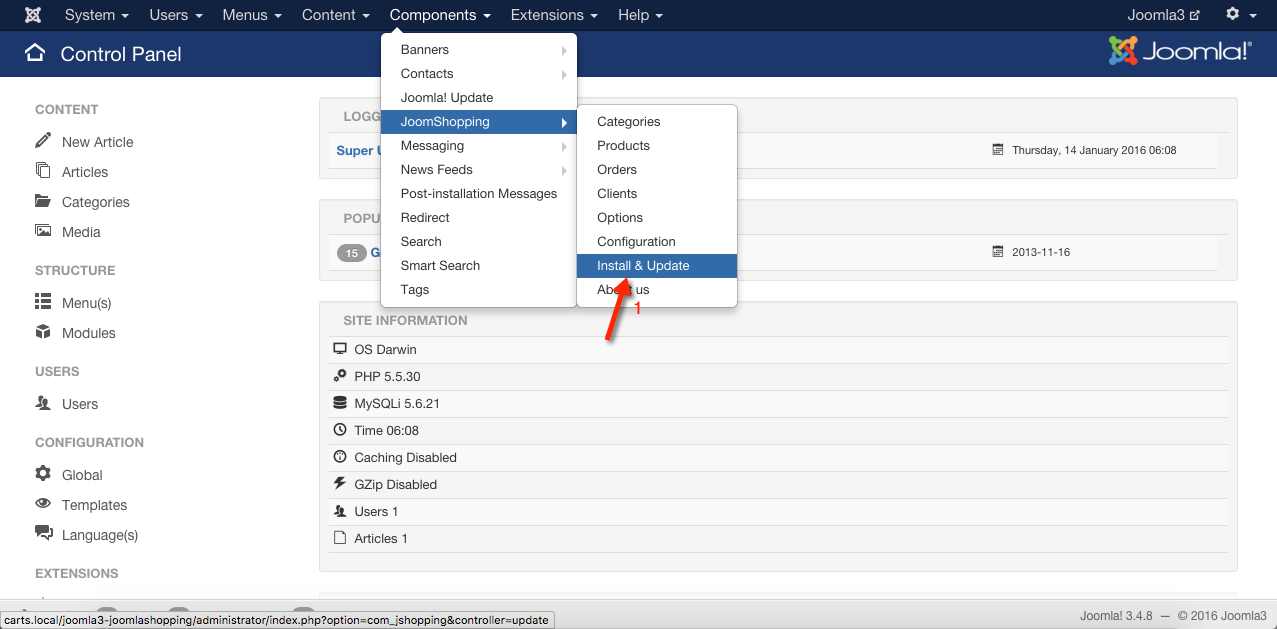 System Users Menus Content Components Extensions Help Joomla3
Control Panel Joomla!®
Banners
Contacts
Joomla! Update
JoomShopping
Messaging
News Feeds
Post-installation Messages
Redirect
Search
Smart Search
Tags
Categories
Products
Orders
Clients
Options
Configuration
Install & Update
About us
1
CONTENT
New Article
Articles
Categories
Media
STRUCTURE
Menu(s)
Modules
USERS
Users
CONFIGURATION
Global
Templates
Language(s)
EXTENSIONS
LOGG
Super U Thursday, 14 January 2016 06:08
POPU
15 G 2013-11-16
SITE INFORMATION
OS Darwin
PHP 5.5.30
MySQLi 5.6.21
Time 06:08
Caching Disabled
GZip Disabled
Users 1
Articles 1
carts.local/joomla3-joomlashopping/administrator/index.php?option=com_jshopping&controller=update
Joomla! 3.4.8 — © 2016 Joomla3